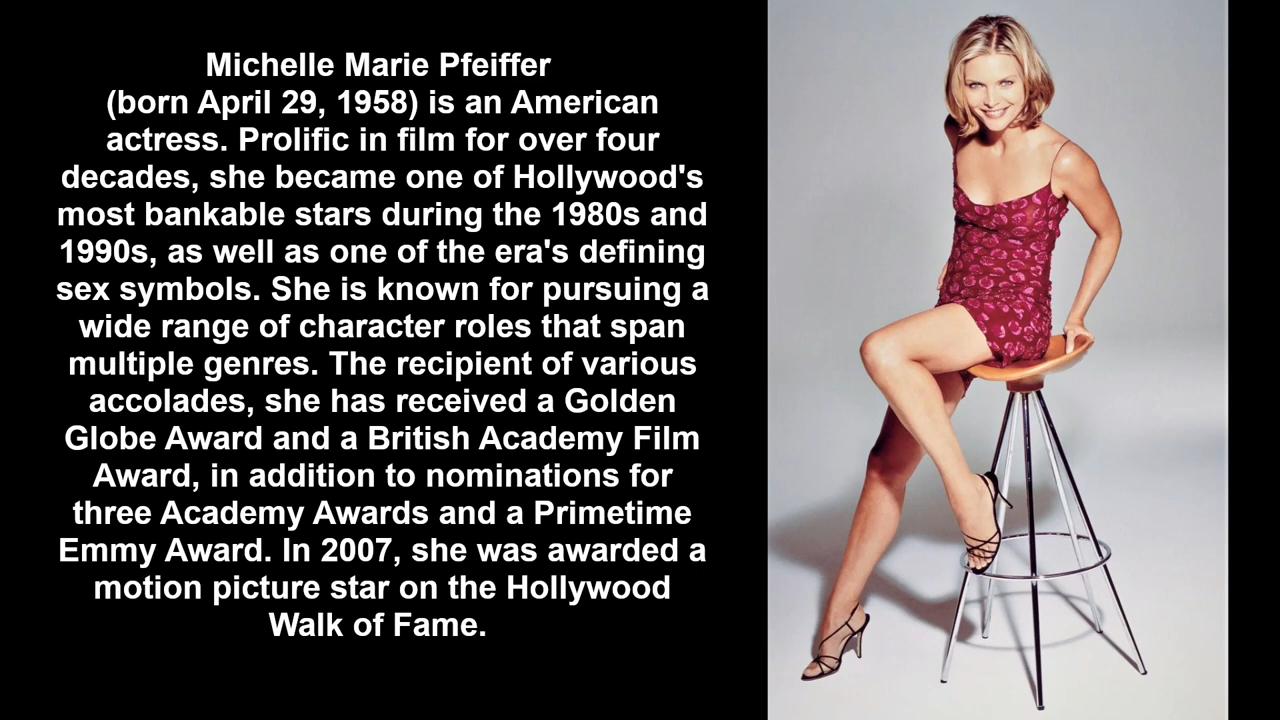 Michelle Marie Pfeiffer
(born April 29, 1958) is an American
actress. Prolific in film for over four
decades, she became one of Hollywood's
most bankable stars during the 1980s and
1990s, as well as one of the era's defining
sex symbols. She is known for pursuing a
wide range of character roles that span
multiple genres. The recipient of various
accolades, she has received a Golden
Globe Award and a British Academy Film
Award, in addition to nominations for
three Academy Awards and a Primetime
Emmy Award. In 2007, she was awarded a
motion picture star on the Hollywood
Walk of Fame.